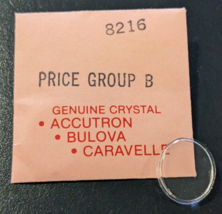 8216
PRICE GROUP B
GENUINE CRYSTAL
• ACCUTRON
• BULOVA
• CARAVELLE